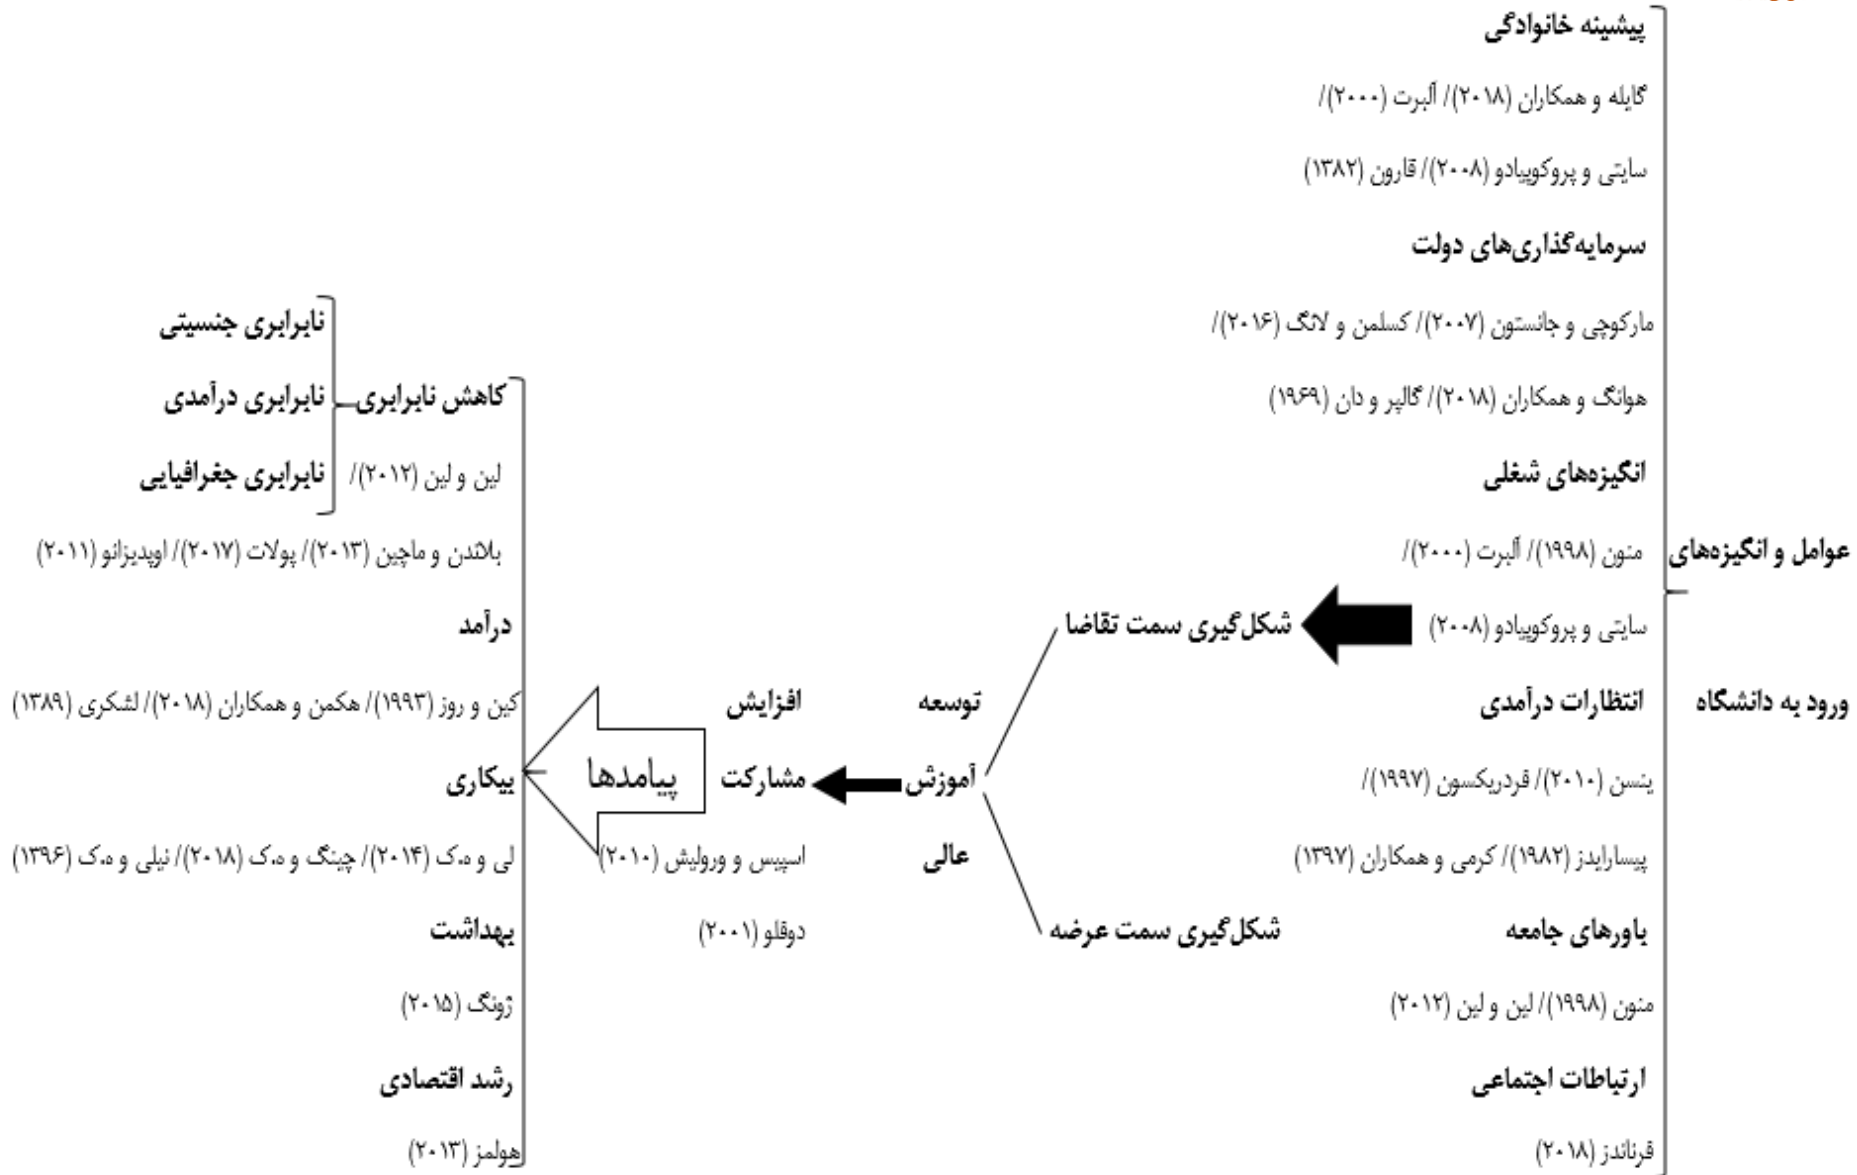 عوامل و انگیزه‌های
ورود به دانشگاه
پیشینه خانوادگی
گایله و همکاران (۲۰۱۸)/ آلبرت (۲۰۰۰)/
سایتی و پروکوپیادو (۲۰۰۸)/ قارون (۱۳۸۲)
سرمایه‌گذاری‌های دولت
مارکوچی و جانستون (۲۰۰۷)/ کسلمن و لانگ (۲۰۱۶)/
هوانگ و همکاران (۲۰۱۸)/ گالپر و دان (۱۹۶۹)
انگیزه‌های شغلی
منون (۱۹۹۸)/ آلبرت (۲۰۰۰)/
سایتی و پروکوپیادو (۲۰۰۸)
انتظارات درآمدی
ینسن (۲۰۱۰)/ فردریکسون (۱۹۹۷)/
پیسارایدز (۱۹۸۲)/ کرمی و همکاران (۱۳۹۷)
باورهای جامعه
منون (۱۹۹۸)/ لین و لین (۲۰۱۲)
ارتباطات اجتماعی
فرناندز (۲۰۱۸)
شکل‌گیری سمت تقاضا
شکل‌گیری سمت عرضه
توسعه
آموزش
عالی
افزایش
مشارکت
اسپیس و ورولیش (۲۰۱۰)
دوفلو (۲۰۰۱)
پیامدها
کاهش نابرابری
لین و لین (۲۰۱۲)/
بلاندن و ماچین (۲۰۱۳)/ پولات (۲۰۱۷)/ اوپدیزانو (۲۰۱۱)
نابرابری جنسیتی
نابرابری درآمدی
نابرابری جغرافیایی
درآمد
کین و روز (۱۹۹۳)/ هکمن و همکاران (۲۰۱۸)/ لشکری (۱۳۸۹)
بیکاری
لی و ه.ک (۲۰۱۴)/ چینگ و ه.ک (۲۰۱۸)/ نیلی و ه.ک (۱۳۹۶)
بهداشت
ژونگ (۲۰۱۵)
رشد اقتصادی
هولمز (۲۰۱۳)